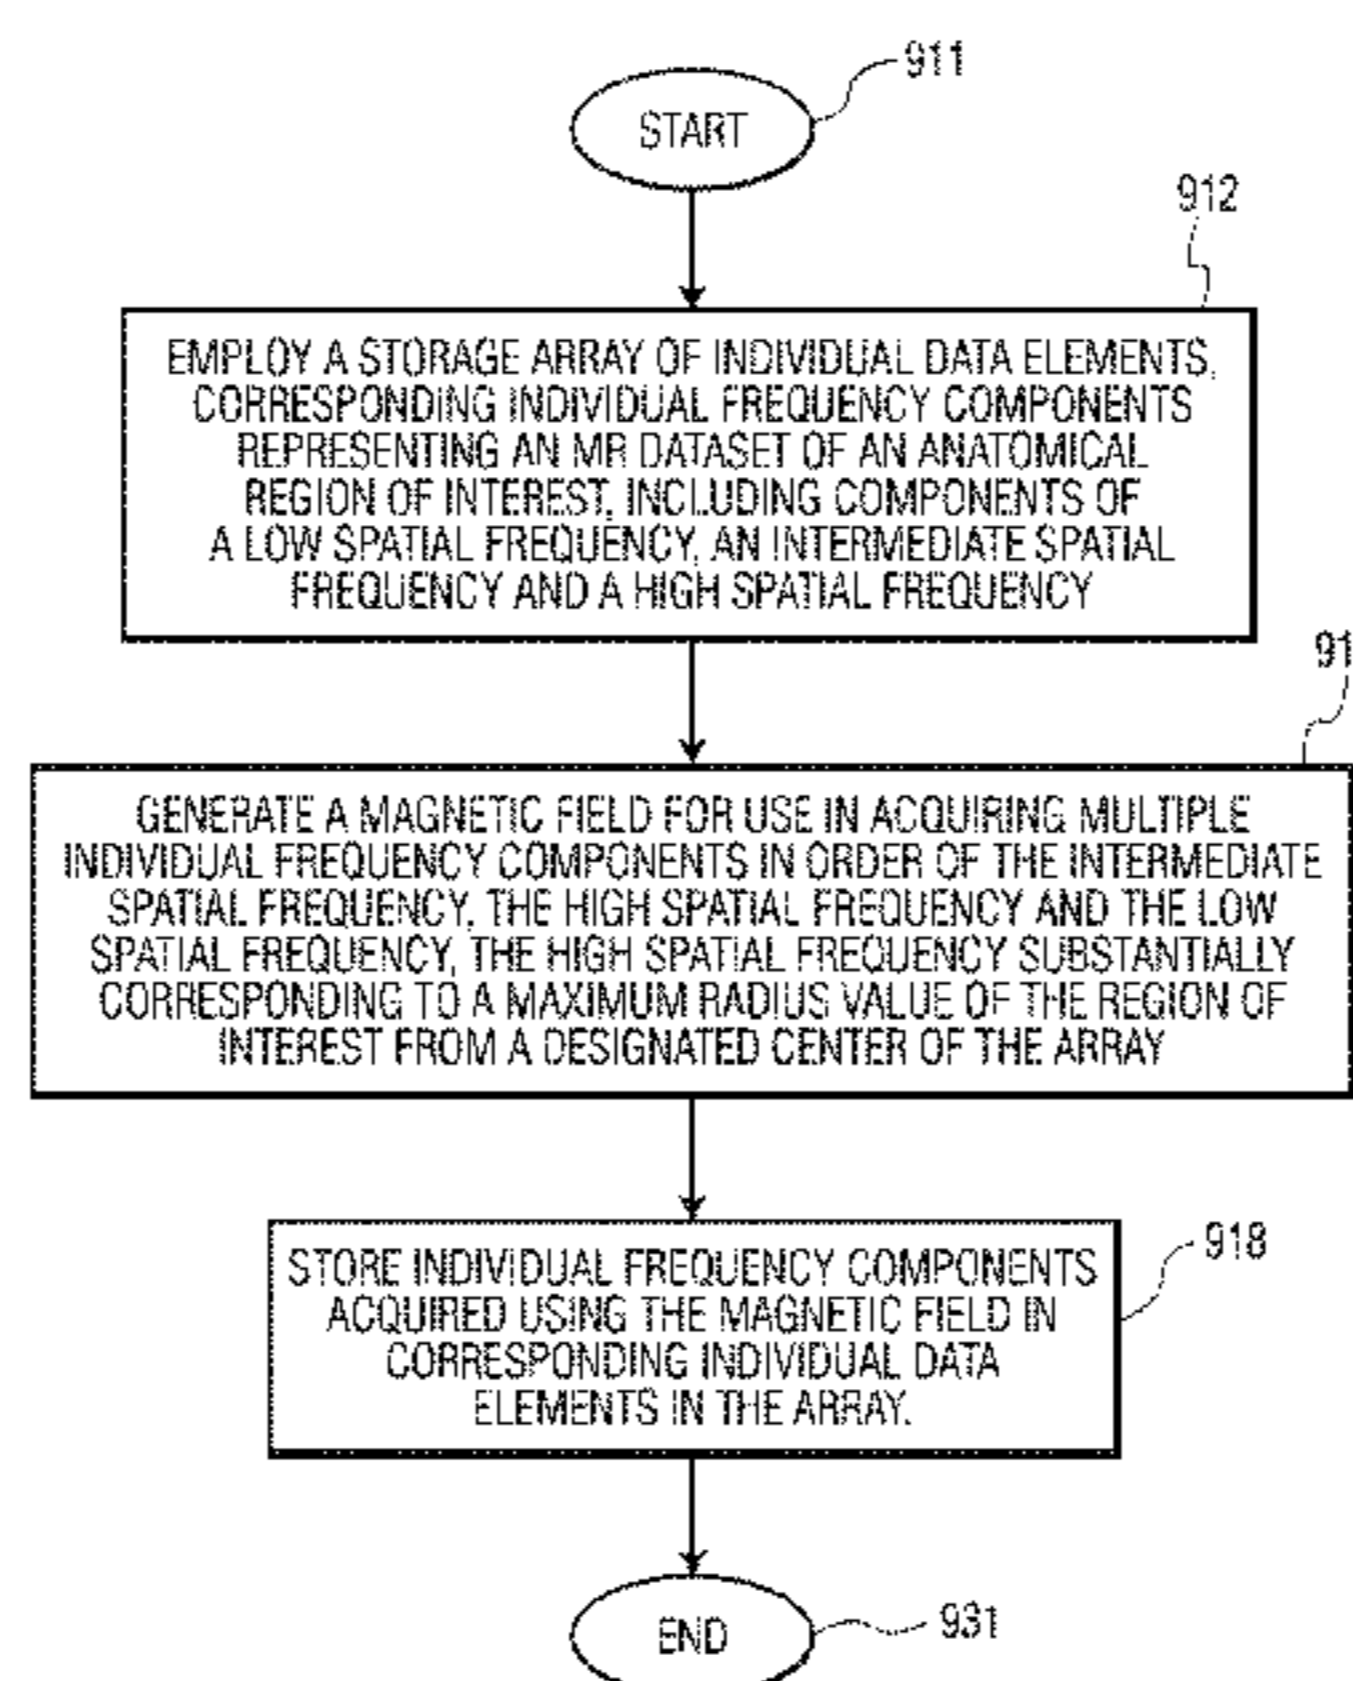 911
START
912
EMPLOY A STORAGE ARRAY OF INDIVIDUAL DATA ELEMENTS,
CORRESPONDING INDIVIDUAL FREQUENCY COMPONENTS
REPRESENTING AN MR DATASET OF AN ANATOMICAL
REGION OF INTEREST, INCLUDING COMPONENTS OF
A LOW SPATIAL FREQUENCY, AN INTERMEDIATE SPATIAL
FREQUENCY AND A HIGH SPATIAL FREQUENCY
91
GENERATE A MAGNETIC FIELD FOR USE IN ACQUIRING MULTIPLE
INDIVIDUAL FREQUENCY COMPONENTS IN ORDER OF THE INTERMEDIATE
SPATIAL FREQUENCY, THE HIGH SPATIAL FREQUENCY AND THE LOW
SPATIAL FREQUENCY, THE HIGH SPATIAL FREQUENCY SUBSTANTIALLY
CORRESPONDING TO A MAXIMUM RADIUS VALUE OF THE REGION OF
INTEREST FROM A DESIGNATED CENTER OF THE ARRAY
918
STORE INDIVIDUAL FREQUENCY COMPONENTS
ACQUIRED USING THE MAGNETIC FIELD IN
CORRESPONDING INDIVIDUAL DATA
ELEMENTS IN THE ARRAY.
END
931